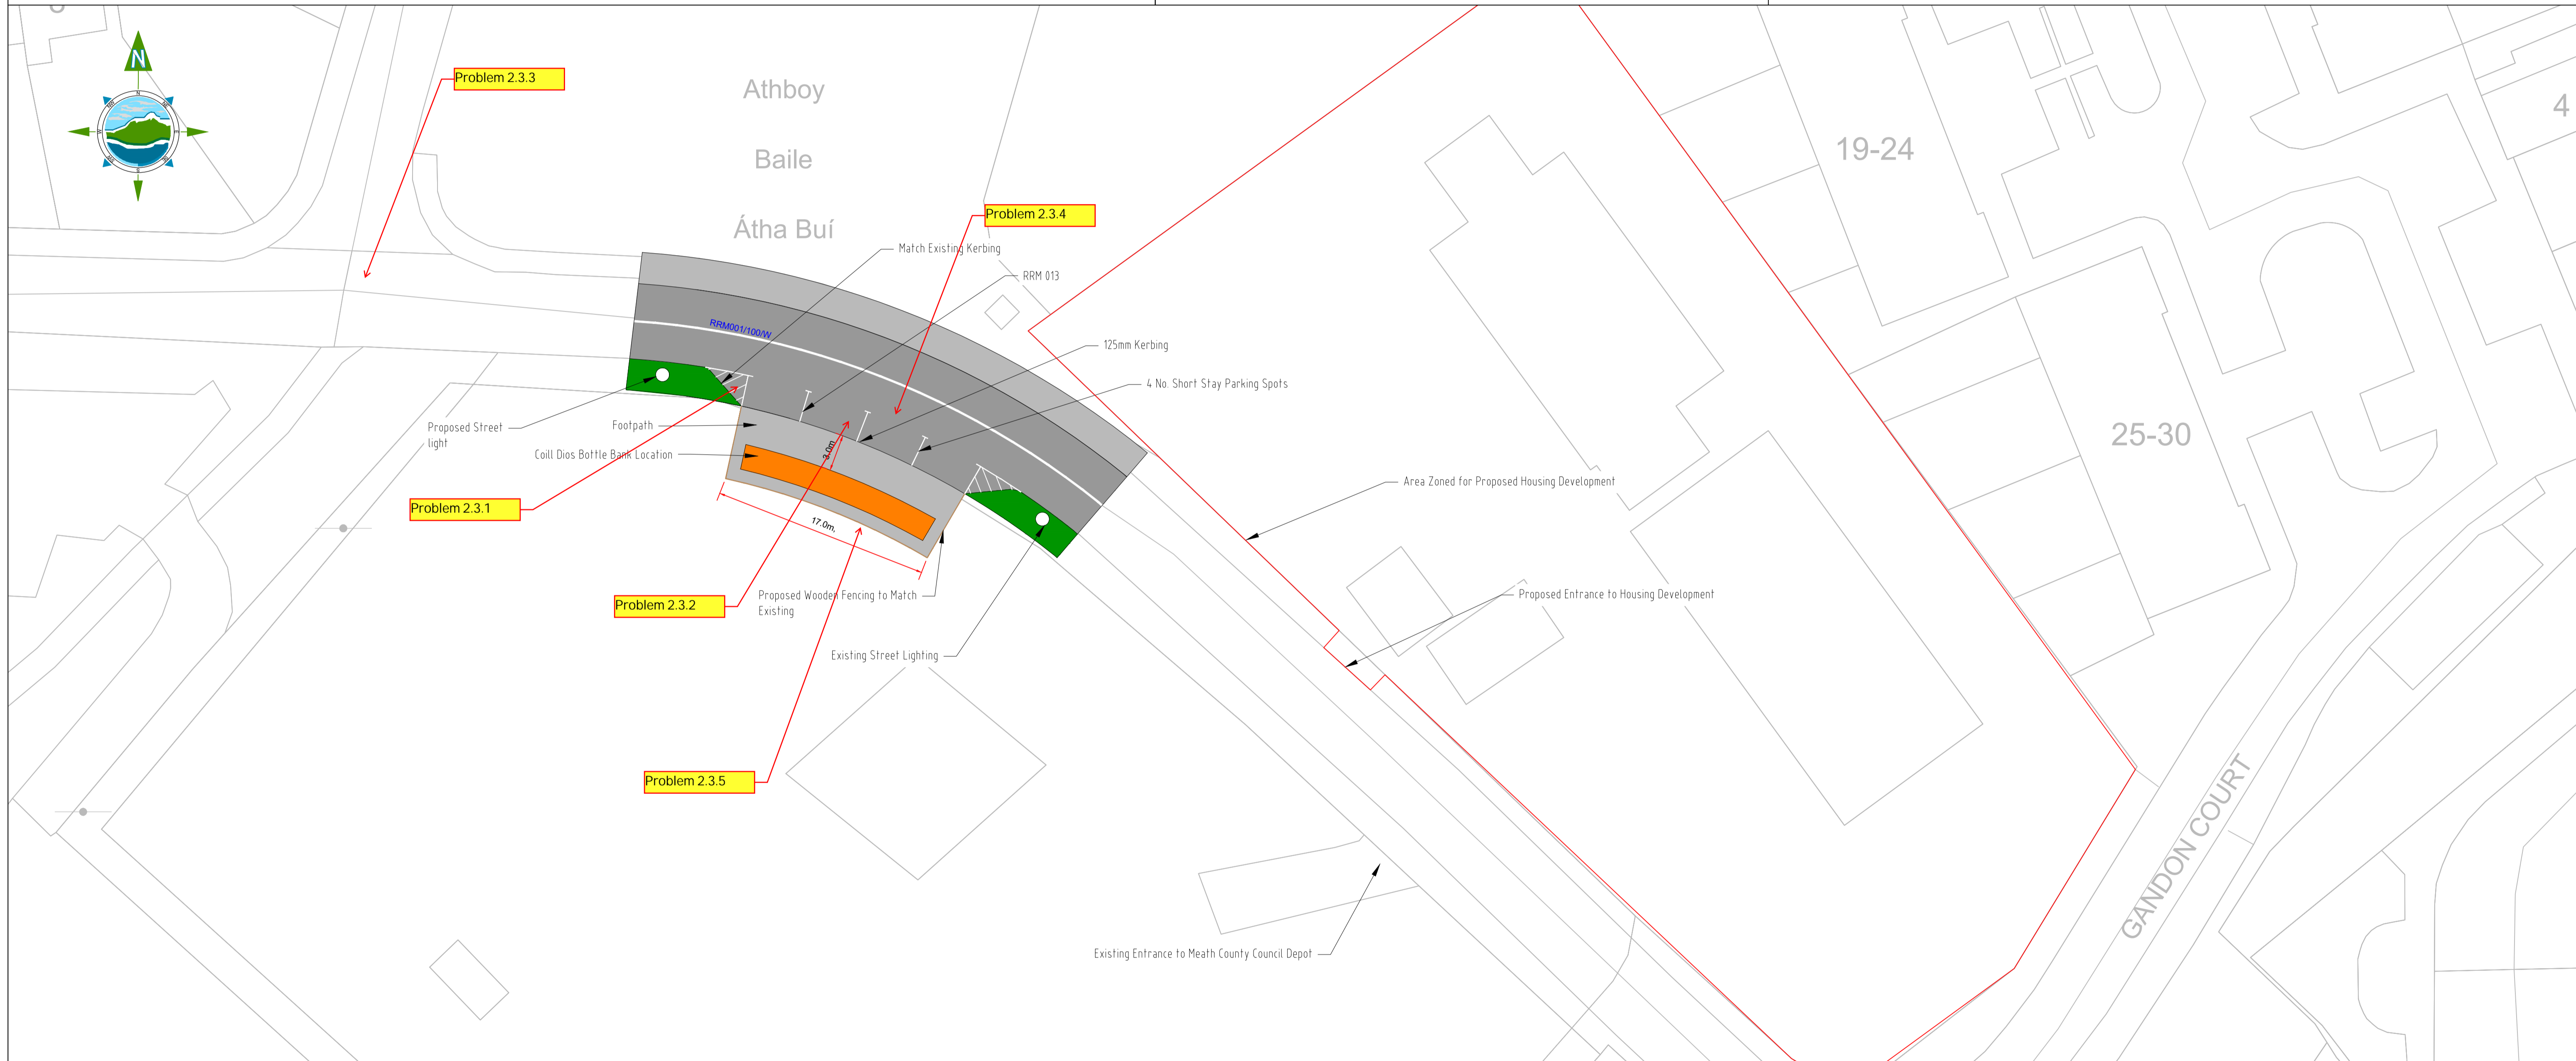 N
Problem 2.3.3
Athboy
Baile
Átha Buí
19-24
4
Problem 2.3.4
Match Existing Kerbing
RRM 013
RRM001/100/W
125mm Kerbing
4 No. Short Stay Parking Spots
Proposed Street
light
Footpath
Coill Dios Bottle Bank Location
3.0m
25-30
Area Zoned for Proposed Housing Development
Problem 2.3.1
17.0m.
Problem 2.3.2
Proposed Wooden Fencing to Match
Existing
Proposed Entrance to Housing Development
Existing Street Lighting
Problem 2.3.5
GANDON COURT
Existing Entrance to Meath County Council Depot